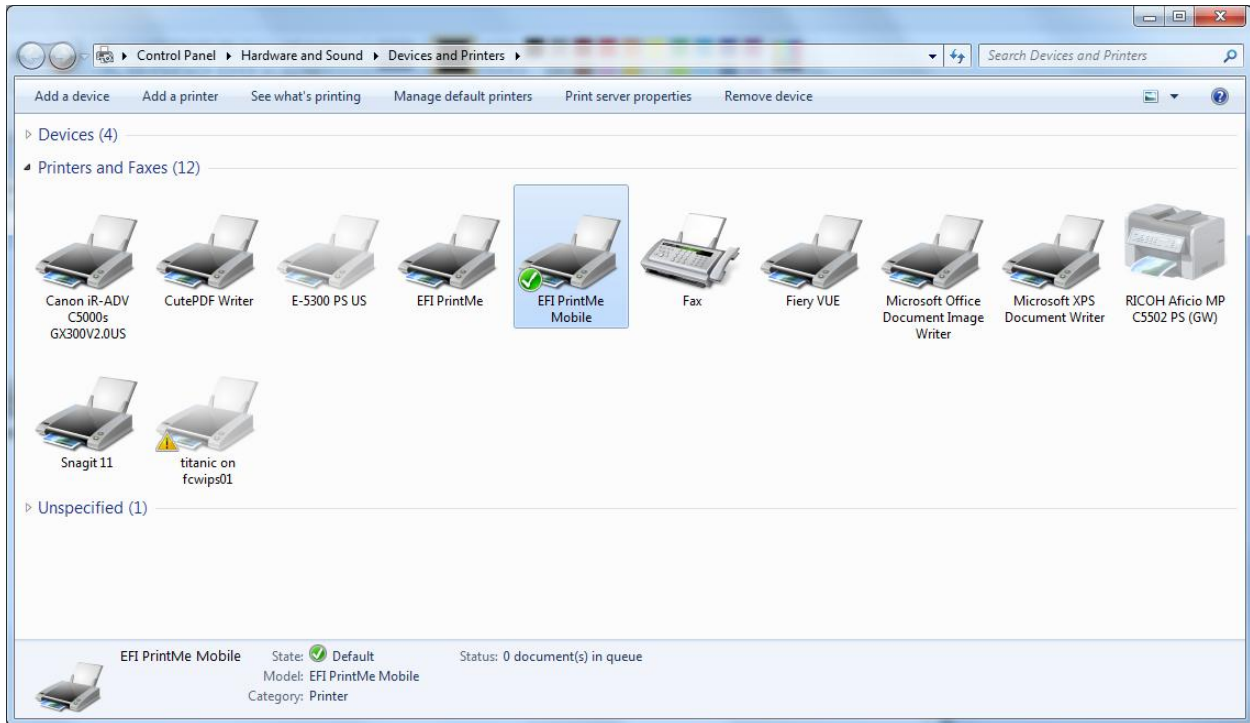 Control Panel Hardware and Sound Devices and Printers Search Devices and Printers
Add a device Add a printer See what's printing Manage default printers Print server properties Remove device
Devices (4)
Printers and Faxes (12)
Canon iR-ADV C5000s GX300V2.0US
CutePDF Writer
E-5300 PS US
EFI PrintMe
EFI PrintMe Mobile
Fax
Fiery VUE
Microsoft Office Document Image Writer
Microsoft XPS Document Writer
RICOH Aficio MP C5502 PS (GW)
Snagit 11
titanic on fcwips01
Unspecified (1)
EFI PrintMe Mobile State: Default Status: 0 document(s) in queue
Model: EFI PrintMe Mobile
Category: Printer